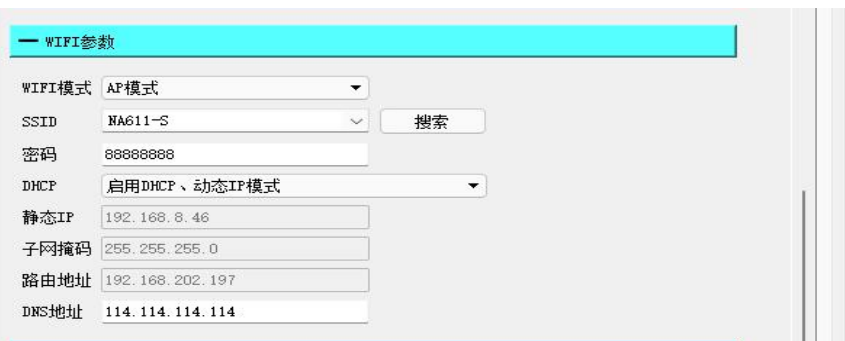 WIFI参数
WIFI模式 AP模式
SSID NA611-S 搜索
密码 88888888
DHCP 启用DHCP、动态IP模式
静态IP 192.168.8.46
子网掩码 255.255.255.0
路由地址 192.168.202.197
DNS地址 114.114.114.114